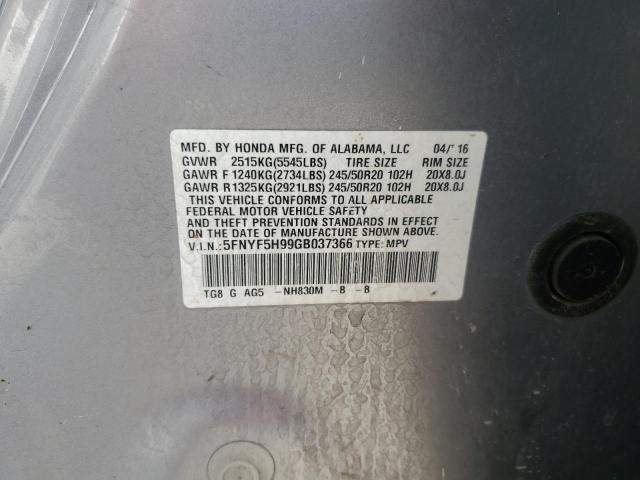 MFD. BY HONDA MFG. OF ALABAMA, LLC 04/'16
GVWR 2515KG(5545LBS) TIRE SIZE RIM SIZE
GAWR F 1240KG(2734LBS) 245/50R20 102H 20X8.0J
GAWR R1325KG(2921LBS) 245/50R20 102H 20X8.0J
THIS VEHICLE CONFORMS TO ALL APPLICABLE
FEDERAL MOTOR VEHICLE SAFETY
AND THEFT PREVENTION STANDARDS IN EFFECT
ON THE DATE OF MANUFACTURE SHOWN ABOVE.
V.I.N.: 5FNYF5H99GB037366 TYPE: MPV
TG8 G AG5 -NH830M -B -B